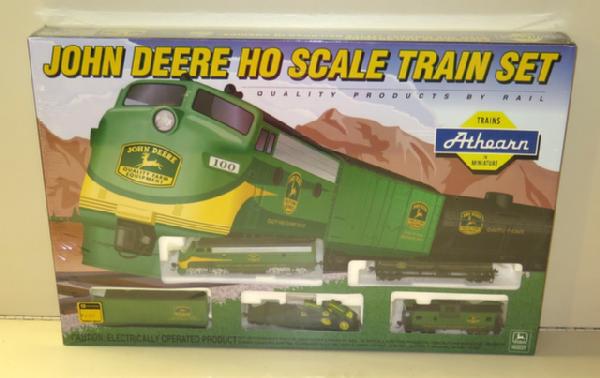 JOHN DEERE HO SCALE TRAIN SET
QUALITY PRODUCTS BY RAIL
TRAINS
Athearn
IN
MINIATURE
JOHN DEERE
QUALITY FARM
EQUIPMENT
100
CAUTION: ELECTRICALLY OPERATED PRODUCT